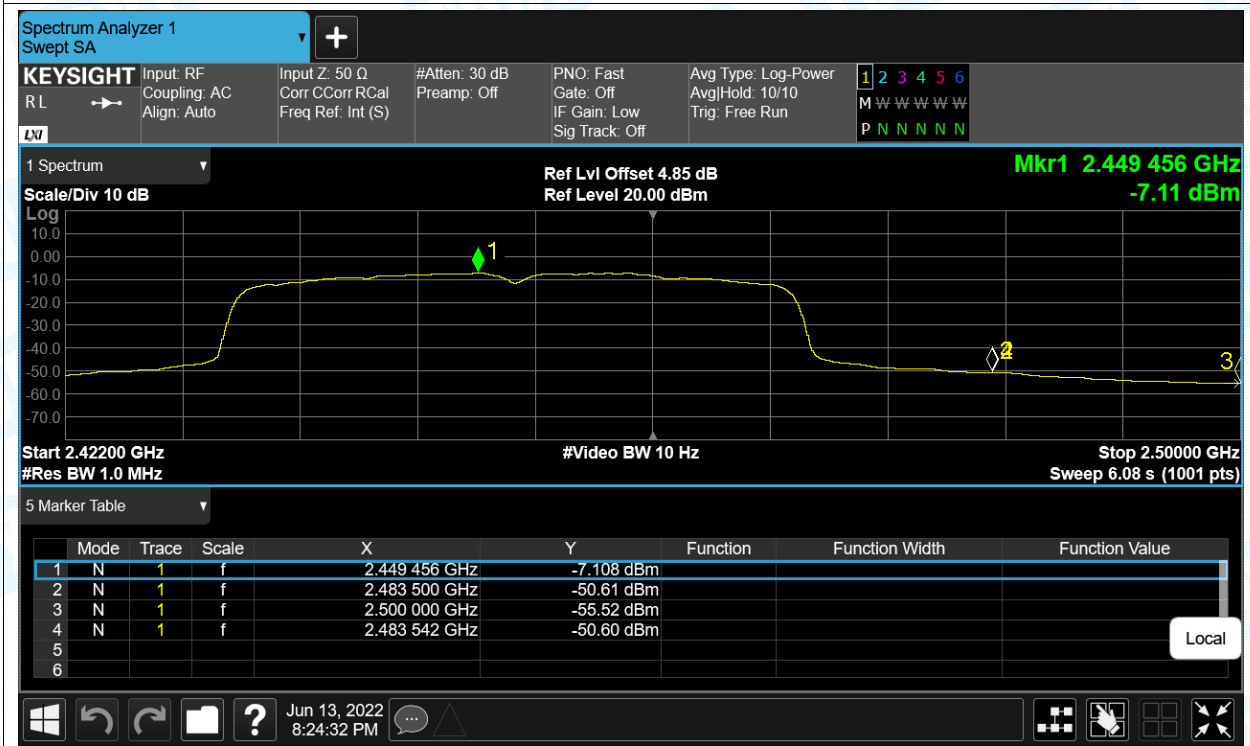 Spectrum Analyzer 1
Swept SA
+
KEYSIGHT
R L
LXI
Input: RF
Coupling: AC
Align: Auto
Input Z: 50 Ω
Corr CCorr RCal
Freq Ref: Int (S)
#Atten: 30 dB
Preamp: Off
PNO: Fast
Gate: Off
IF Gain: Low
Sig Track: Off
Avg Type: Log-Power
Avg|Hold: 10/10
Trig: Free Run
1 2 3 4 5 6
M W W W W W
P N N N N N
1 Spectrum
Scale/Div 10 dB
Ref Lvl Offset 4.85 dB
Ref Level 20.00 dBm
Mkr1 2.449 456 GHz
-7.11 dBm
Log
10.0
0.00
-10.0
-20.0
-30.0
-40.0
-50.0
-60.0
-70.0
1
3
Start 2.42200 GHz
#Video BW 10 Hz
Stop 2.50000 GHz
#Res BW 1.0 MHz
Sweep 6.08 s (1001 pts)
5 Marker Table
Mode Trace Scale X Y Function Function Width Function Value
1 N 1 f 2.449 456 GHz -7.108 dBm
2 N 1 f 2.483 500 GHz -50.61 dBm
3 N 1 f 2.500 000 GHz -55.52 dBm
4 N 1 f 2.483 542 GHz -50.60 dBm
5
6
Local
?
Jun 13, 2022
8:24:32 PM